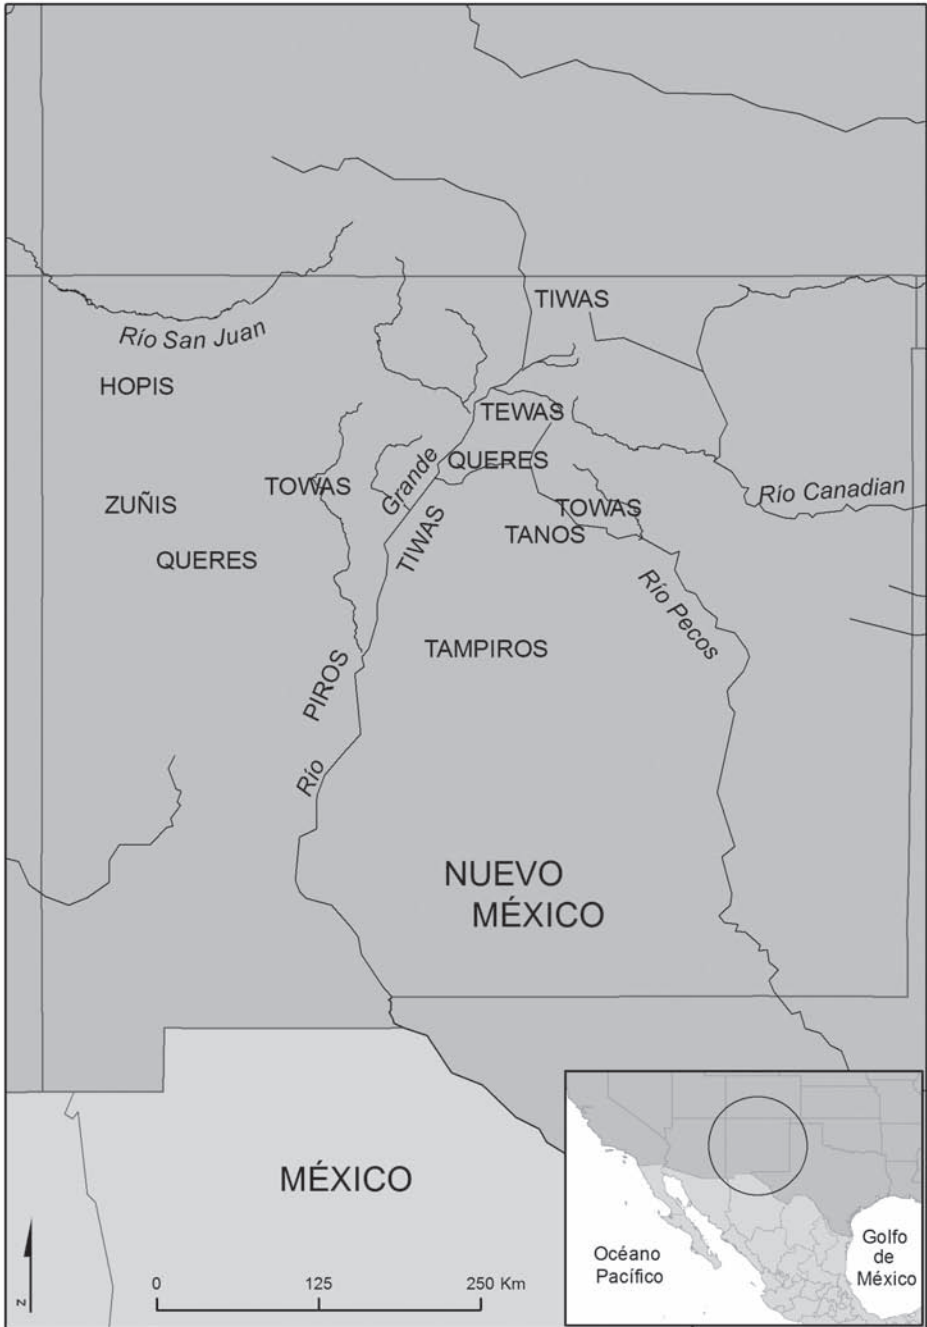 TIWAS
Río San Juan
HOPIS
TEWAS
QUERES
TOWAS
Grande
Río Canadian
ZUÑIS
TOWAS
TANOS
TIWAS
QUERES
Río Pecos
TAMPIROS
PIROS
Río
NUEVO
MÉXICO
MÉXICO
Océano
Pacífico
Golfo
de
México
0 125 250 Km
N